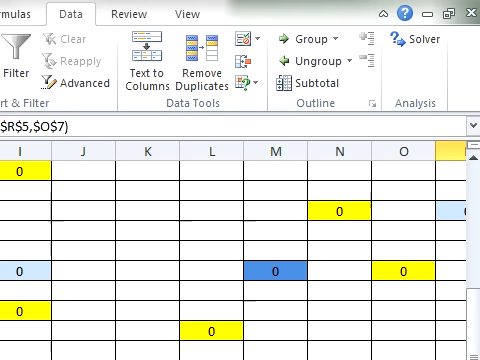 rmulas Data Review View
Filter Clear Reapply Advanced
Text to Columns
Remove Duplicates
Group Ungroup Subtotal
Solver
rt & Filter Data Tools Outline Analysis
$R$5,$O$7)
I J K L M N O
0
0
0 0 0
0
0